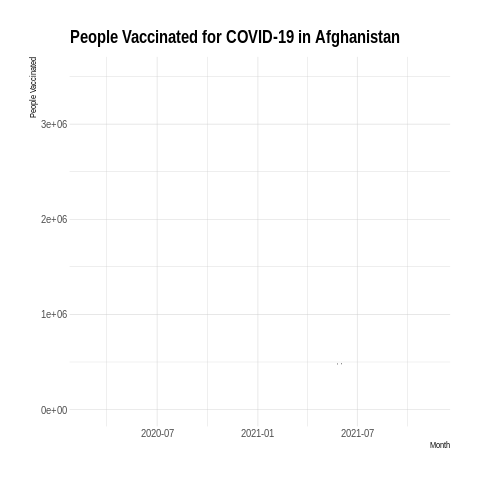 People Vaccinated for COVID-19 in Afghanistan
People Vaccinated
3e+06
2e+06
1e+06
0e+00
2020-07 2021-01 2021-07
Month